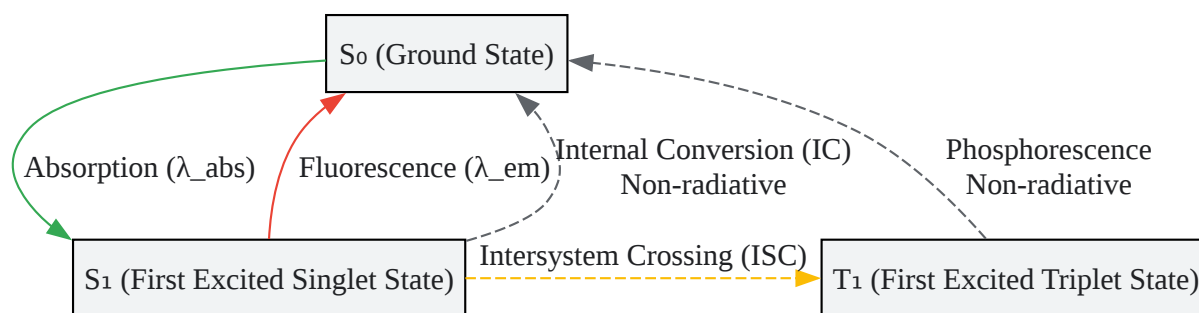 S₀ (Ground State)
Absorption (λ_abs)
Fluorescence (λ_em)
Internal Conversion (IC)
Non-radiative
Phosphorescence
Non-radiative
Intersystem Crossing (ISC)
S₁ (First Excited Singlet State)
T₁ (First Excited Triplet State)